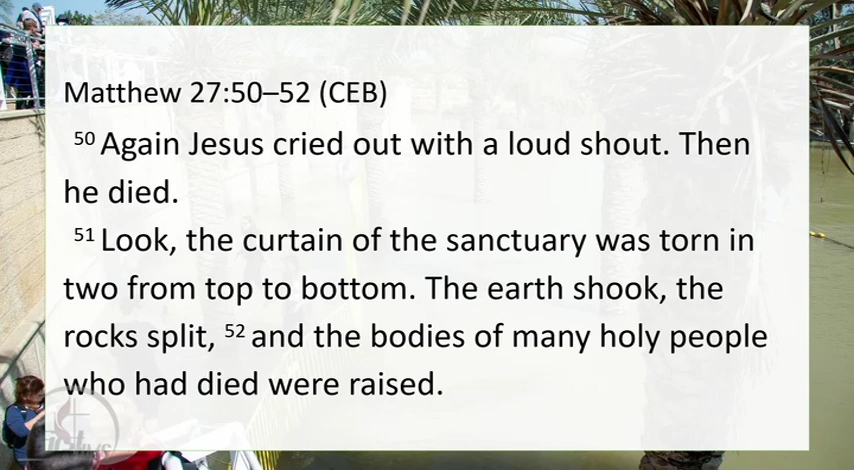 Matthew 27:50–52 (CEB)
50 Again Jesus cried out with a loud shout. Then
he died.
51 Look, the curtain of the sanctuary was torn in
two from top to bottom. The earth shook, the
rocks split, 52 and the bodies of many holy people
who had died were raised.